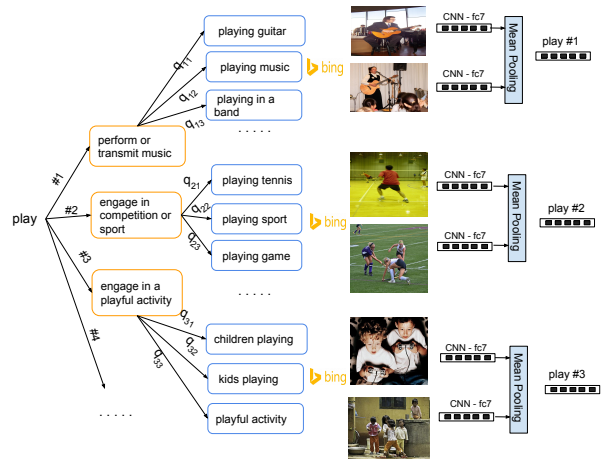 play
#1
#2
#3
#4
. . . . .
perform or
transmit music
engage in
competition or
sport
engage in a
playful activity
q11
q12
q13
playing guitar
playing music
playing in a
band
. . . . .
q21
q22
q23
playing tennis
playing sport
playing game
. . . . .
q31
q32
q33
children playing
kids playing
playful activity
bing
bing
bing
CNN - fc7
CNN - fc7
Mean Pooling
play #1
CNN - fc7
CNN - fc7
Mean Pooling
play #2
CNN - fc7
CNN - fc7
Mean Pooling
play #3